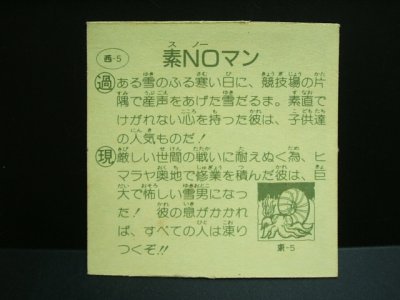 西-5
素NOマン
スノー
過 ある雪のふる寒い日に、競技場の片
隅で産声をあげた雪だるま。素直で
けがれない心を持った彼は、子供達
の人気ものだ!
現 厳しい世間の戦いに耐えぬく為、ヒ
マラヤ奥地で修業を積んだ彼は、巨
大で怖しい雪男になっ
た! 彼の息がかかれ
ば、すべての人は凍り
つくぞ!!
東-5